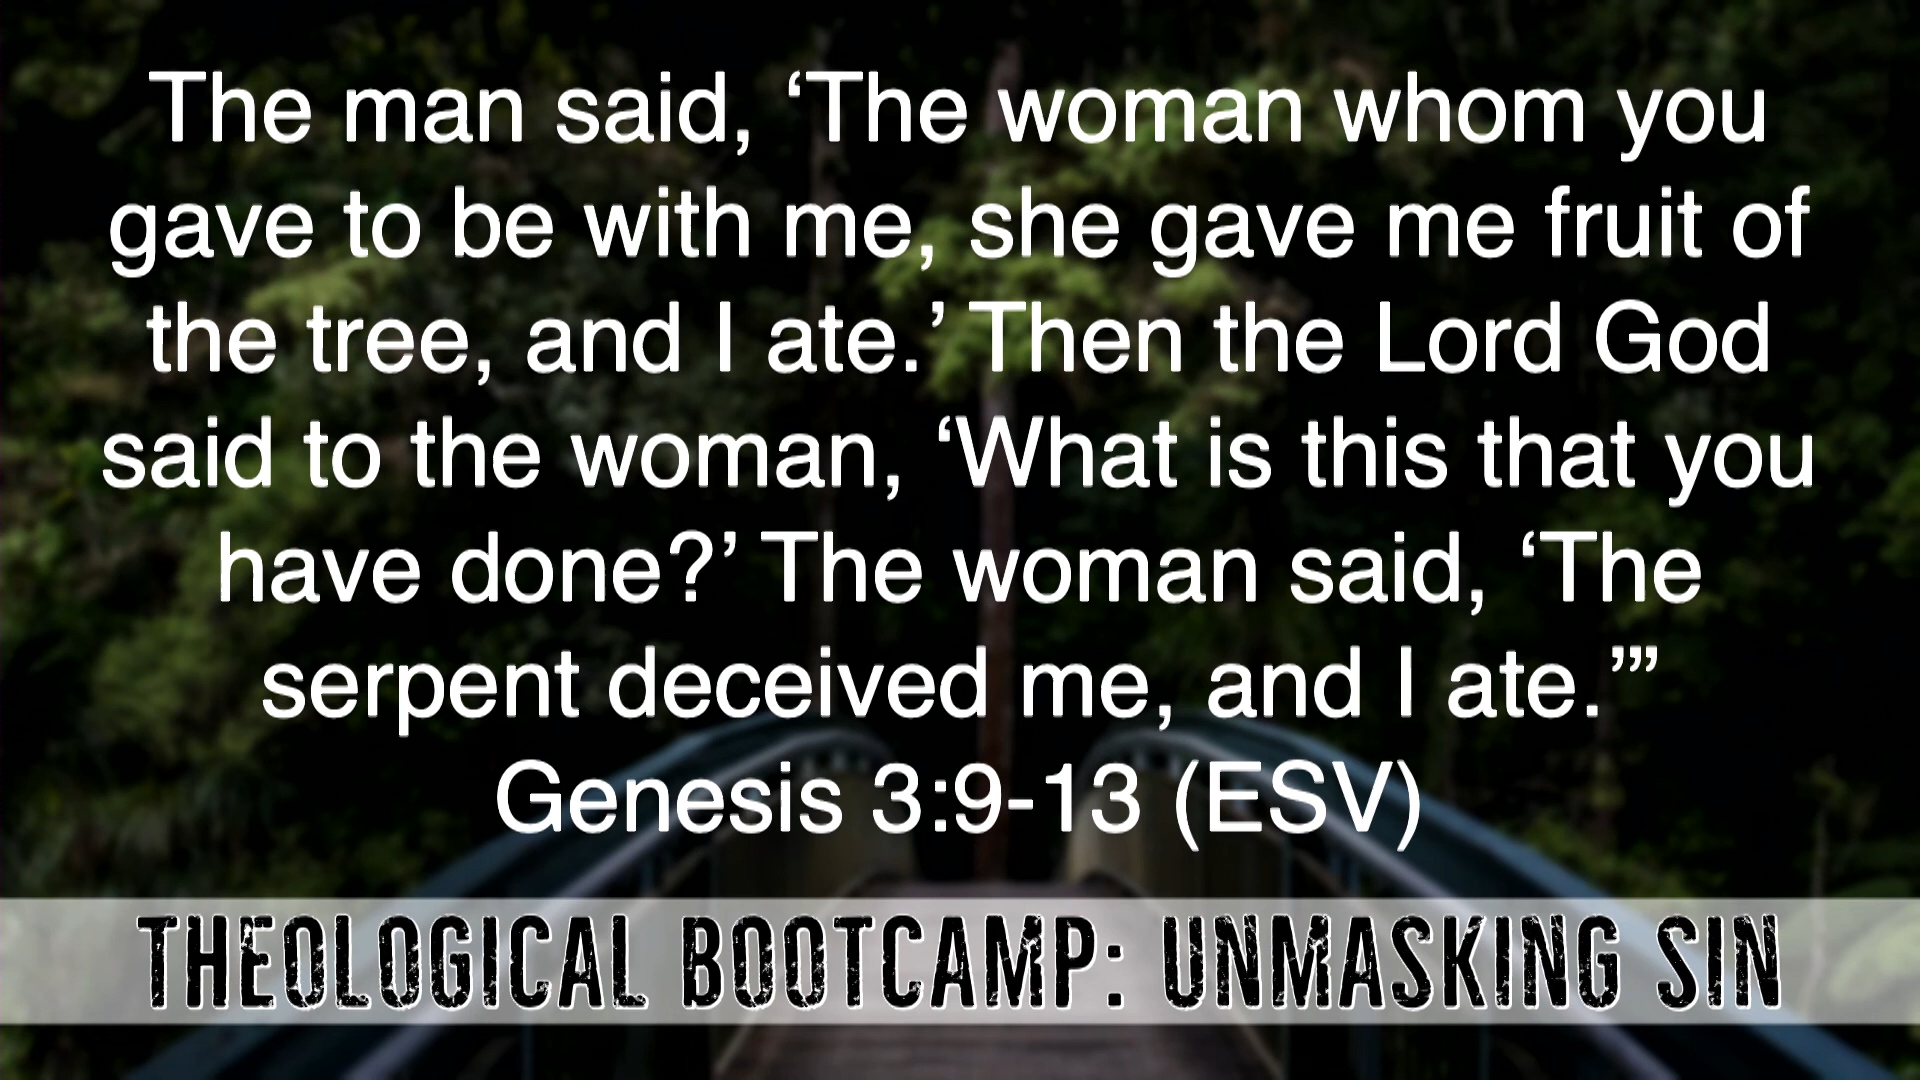 The man said, ‘The woman whom you
gave to be with me, she gave me fruit of
the tree, and I ate.’ Then the Lord God
said to the woman, ‘What is this that you
have done?’ The woman said, ‘The
serpent deceived me, and I ate.’”
Genesis 3:9-13 (ESV)
THEOLOGICAL BOOTCAMP: UNMASKING SIN